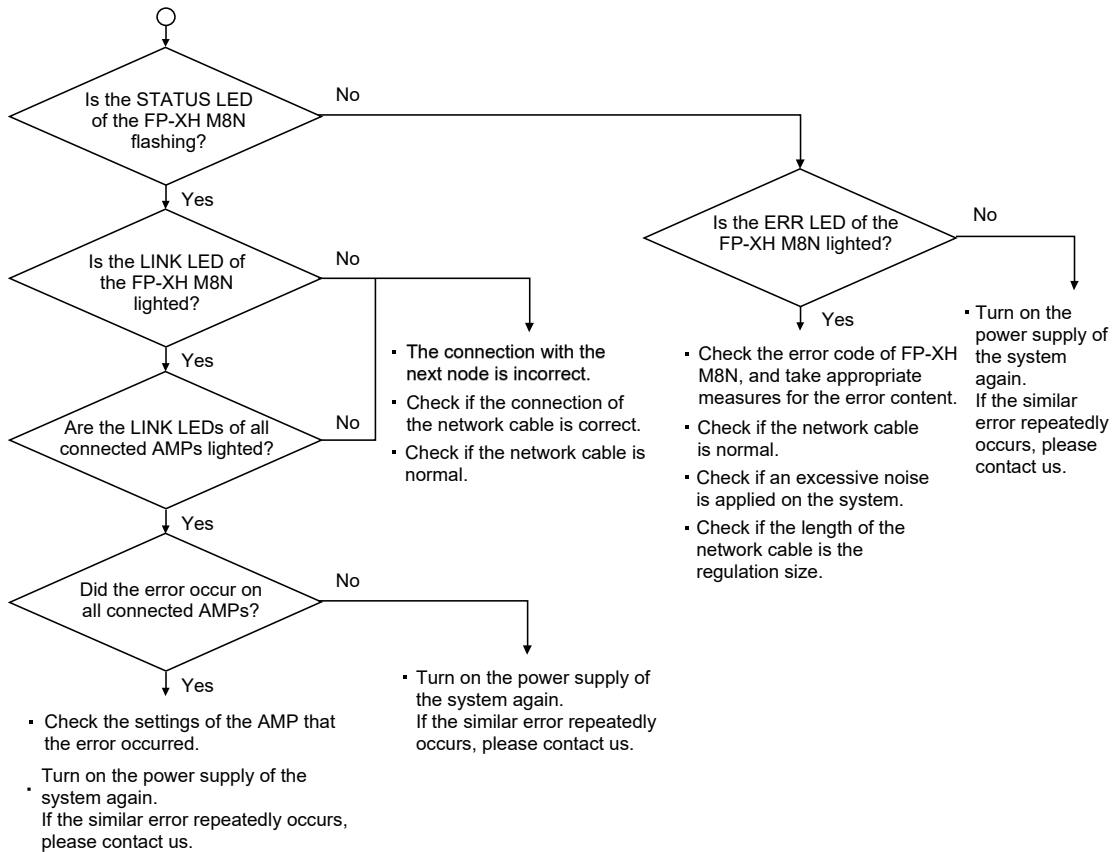 Is the STATUS LED
of the FP-XH M8N
flashing?
No
Yes
Is the ERR LED of the
FP-XH M8N lighted?
No
Yes
Is the LINK LED of
the FP-XH M8N
lighted?
No
Yes
Are the LINK LEDs of all
connected AMPs lighted?
No
Yes
▪ The connection with the
next node is incorrect.
▪ Check if the connection of
the network cable is correct.
▪ Check if the network cable is
normal.
▪ Check the error code of FP-XH
M8N, and take appropriate
measures for the error content.
▪ Check if the network cable
is normal.
▪ Check if an excessive noise
is applied on the system.
▪ Check if the length of the
network cable is the
regulation size.
▪ Turn on the
power supply of
the system
again.
If the similar
error repeatedly
occurs, please
contact us.
Did the error occur on
all connected AMPs?
No
Yes
▪ Turn on the power supply of
the system again.
If the similar error repeatedly
occurs, please contact us.
▪ Check the settings of the AMP that
the error occurred.
▪ Turn on the power supply of the
system again.
If the similar error repeatedly occurs,
please contact us.